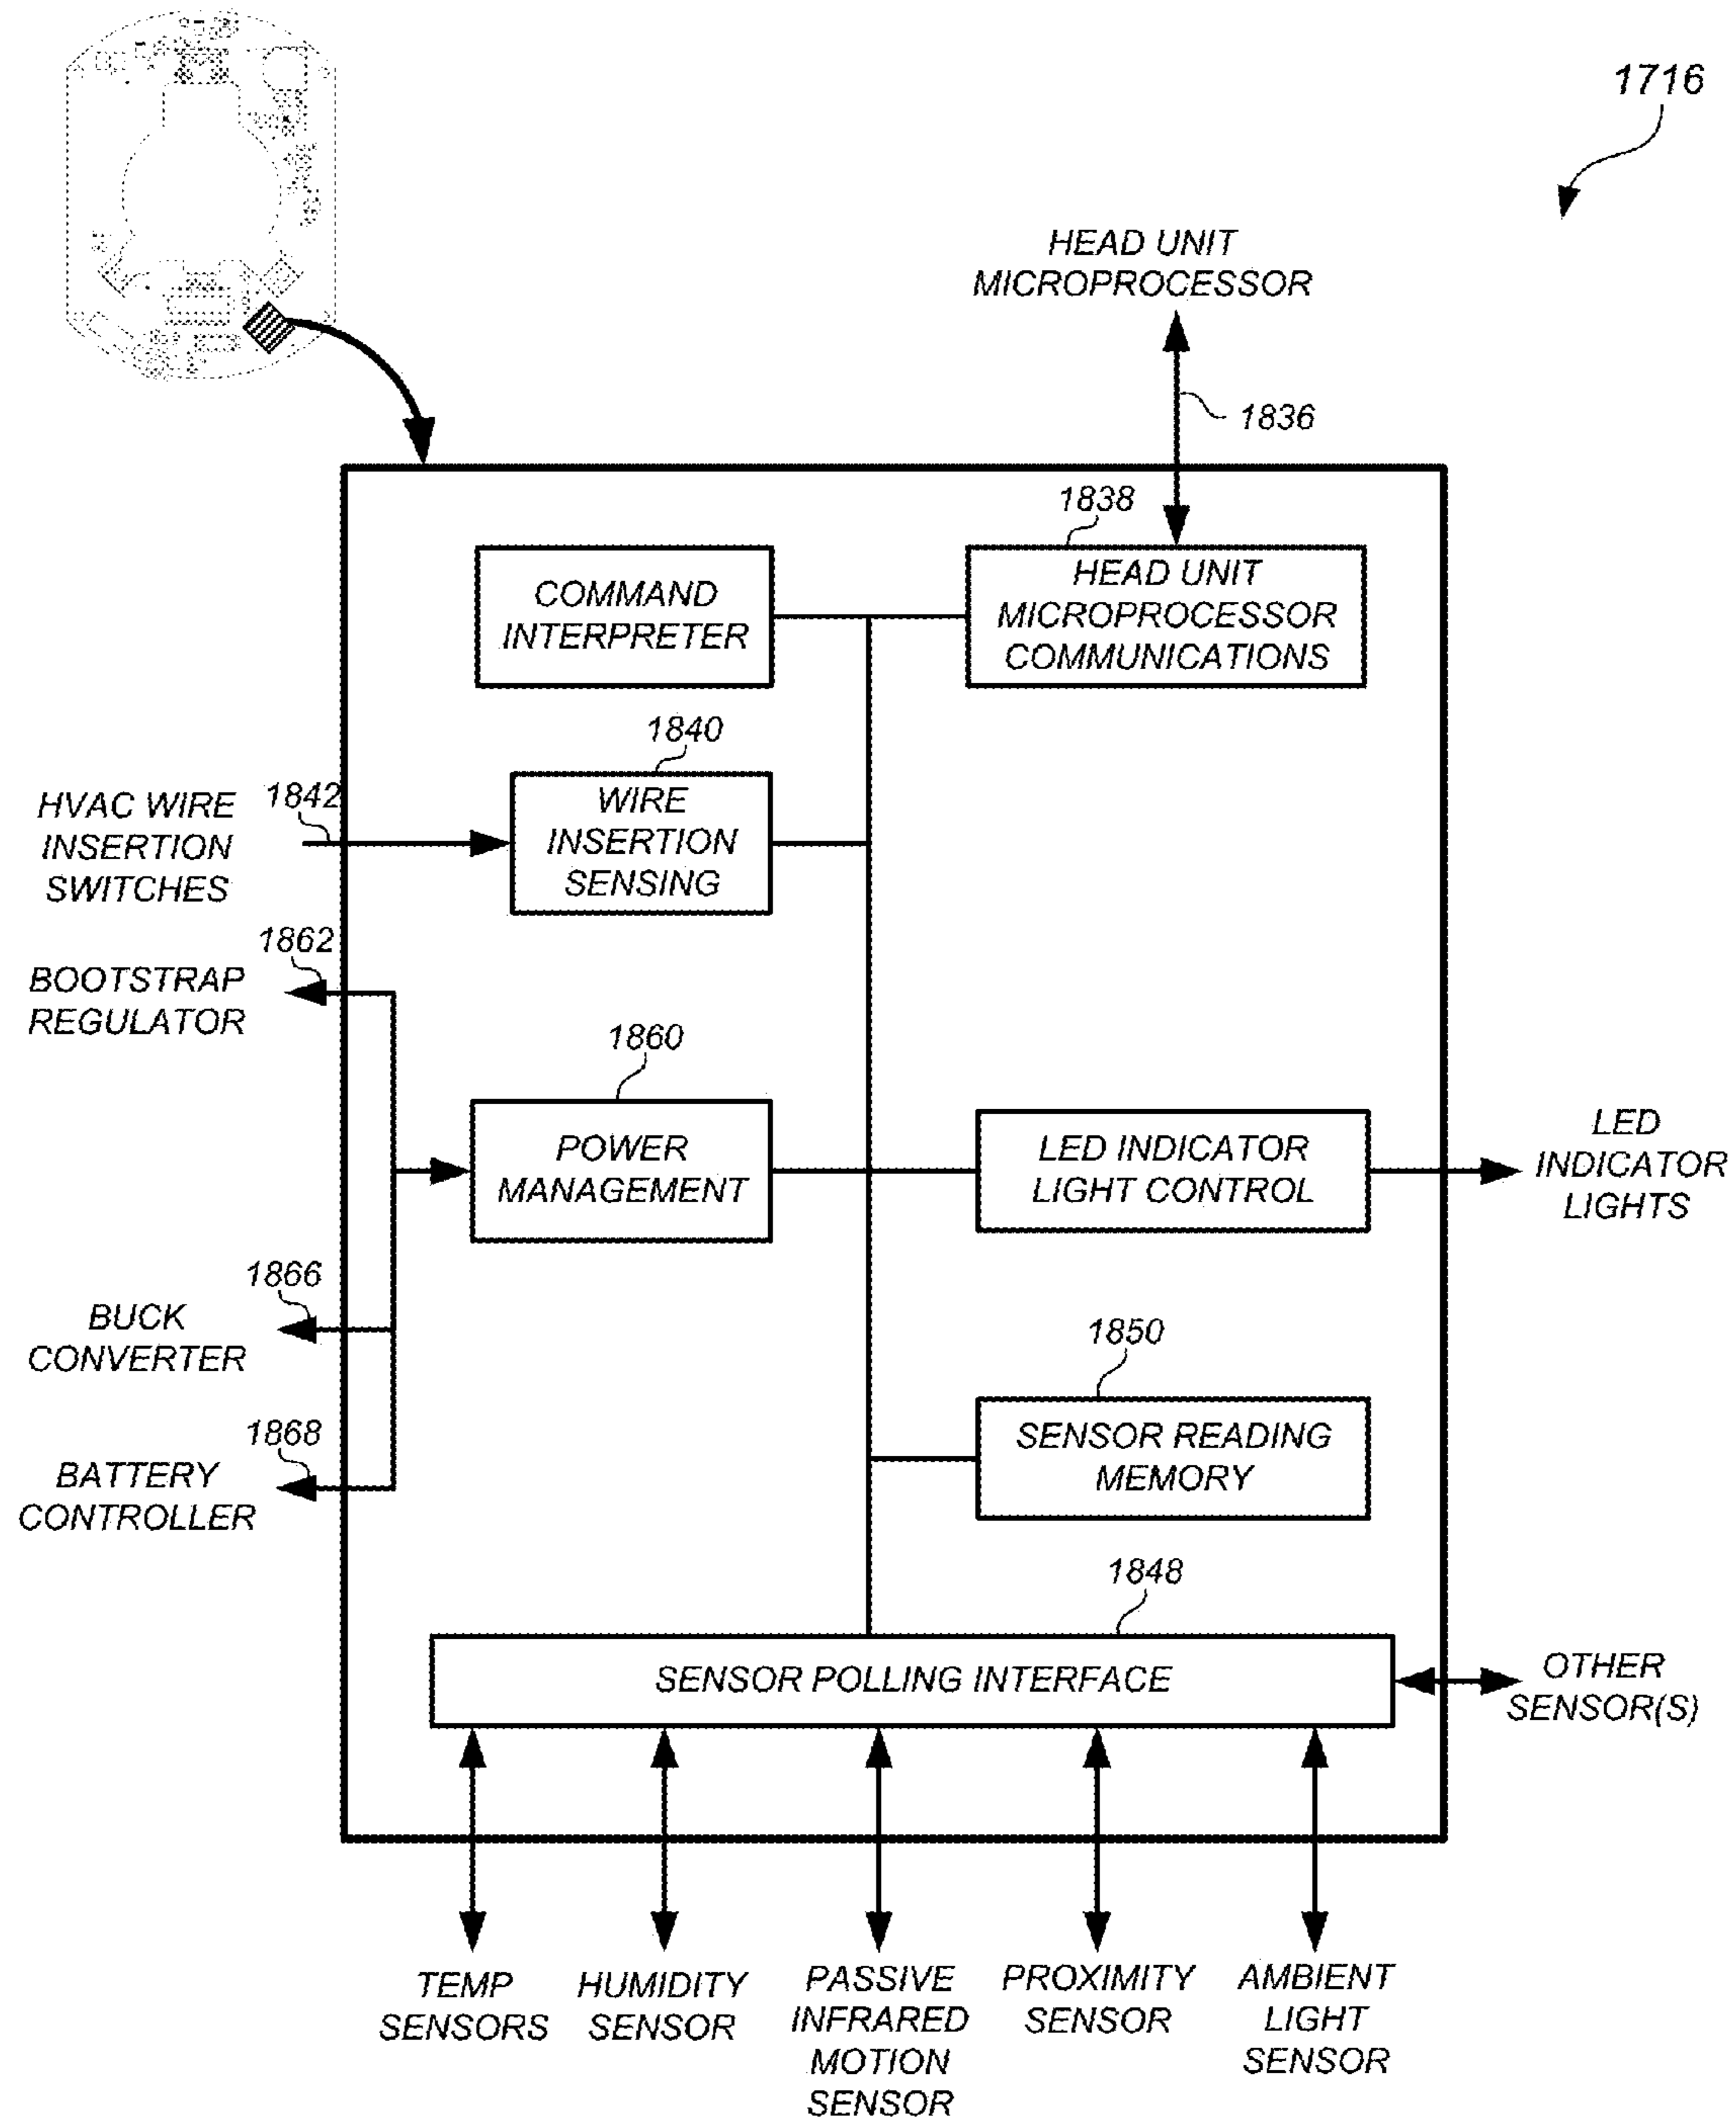 1716
HEAD UNIT
MICROPROCESSOR
1836
1838
COMMAND
INTERPRETER
HEAD UNIT
MICROPROCESSOR
COMMUNICATIONS
1840
HVAC WIRE
INSERTION
SWITCHES
1842
WIRE
INSERTION
SENSING
1862
BOOTSTRAP
REGULATOR
1860
POWER
MANAGEMENT
LED INDICATOR
LIGHT CONTROL
LED
INDICATOR
LIGHTS
1866
BUCK
CONVERTER
1850
SENSOR READING
MEMORY
1868
BATTERY
CONTROLLER
1848
SENSOR POLLING INTERFACE
OTHER
SENSOR(S)
TEMP
SENSORS
HUMIDITY
SENSOR
PASSIVE
INFRARED
MOTION
SENSOR
PROXIMITY
SENSOR
AMBIENT
LIGHT
SENSOR